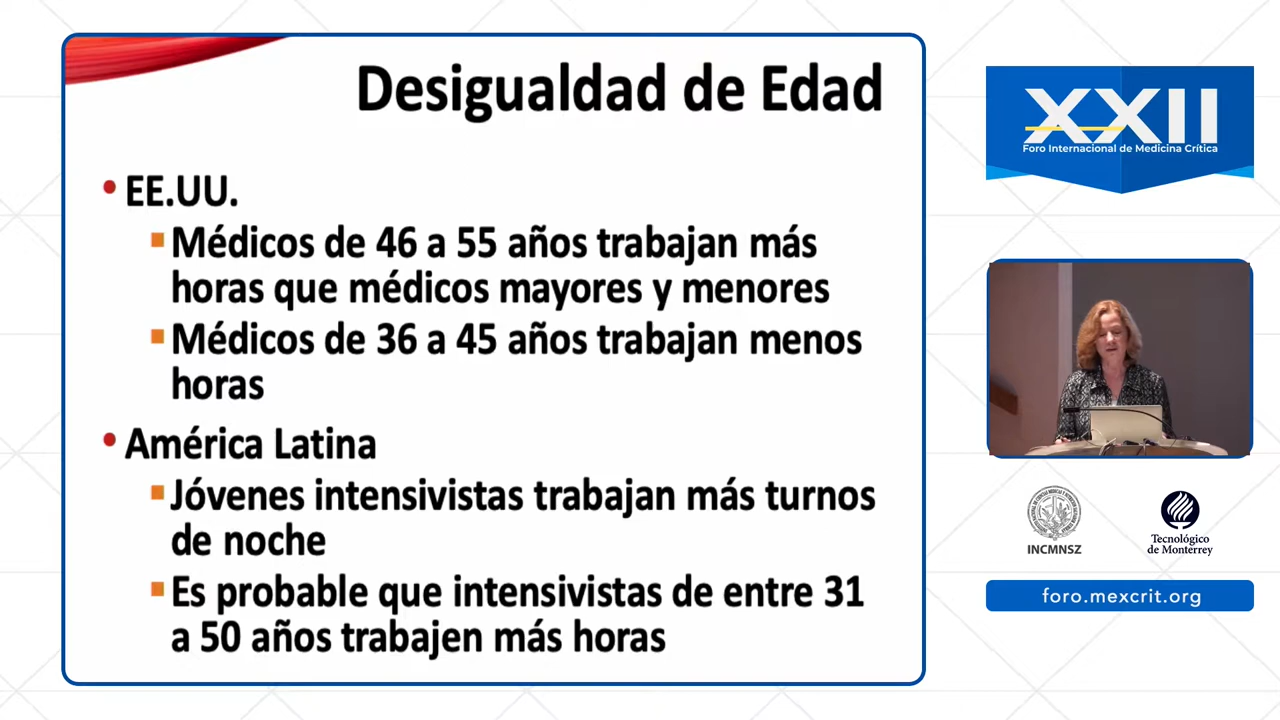 Desigualdad de Edad
• EE.UU.
Médicos de 46 a 55 años trabajan más
horas que médicos mayores y menores
Médicos de 36 a 45 años trabajan menos
horas
• América Latina
Jóvenes intensivistas trabajan más turnos
de noche
Es probable que intensivistas de entre 31
a 50 años trabajen más horas
XXII
Foro Internacional de Medicina Crítica
INCMNSZ
Tecnológico
de Monterrey
foro.mexcrit.org